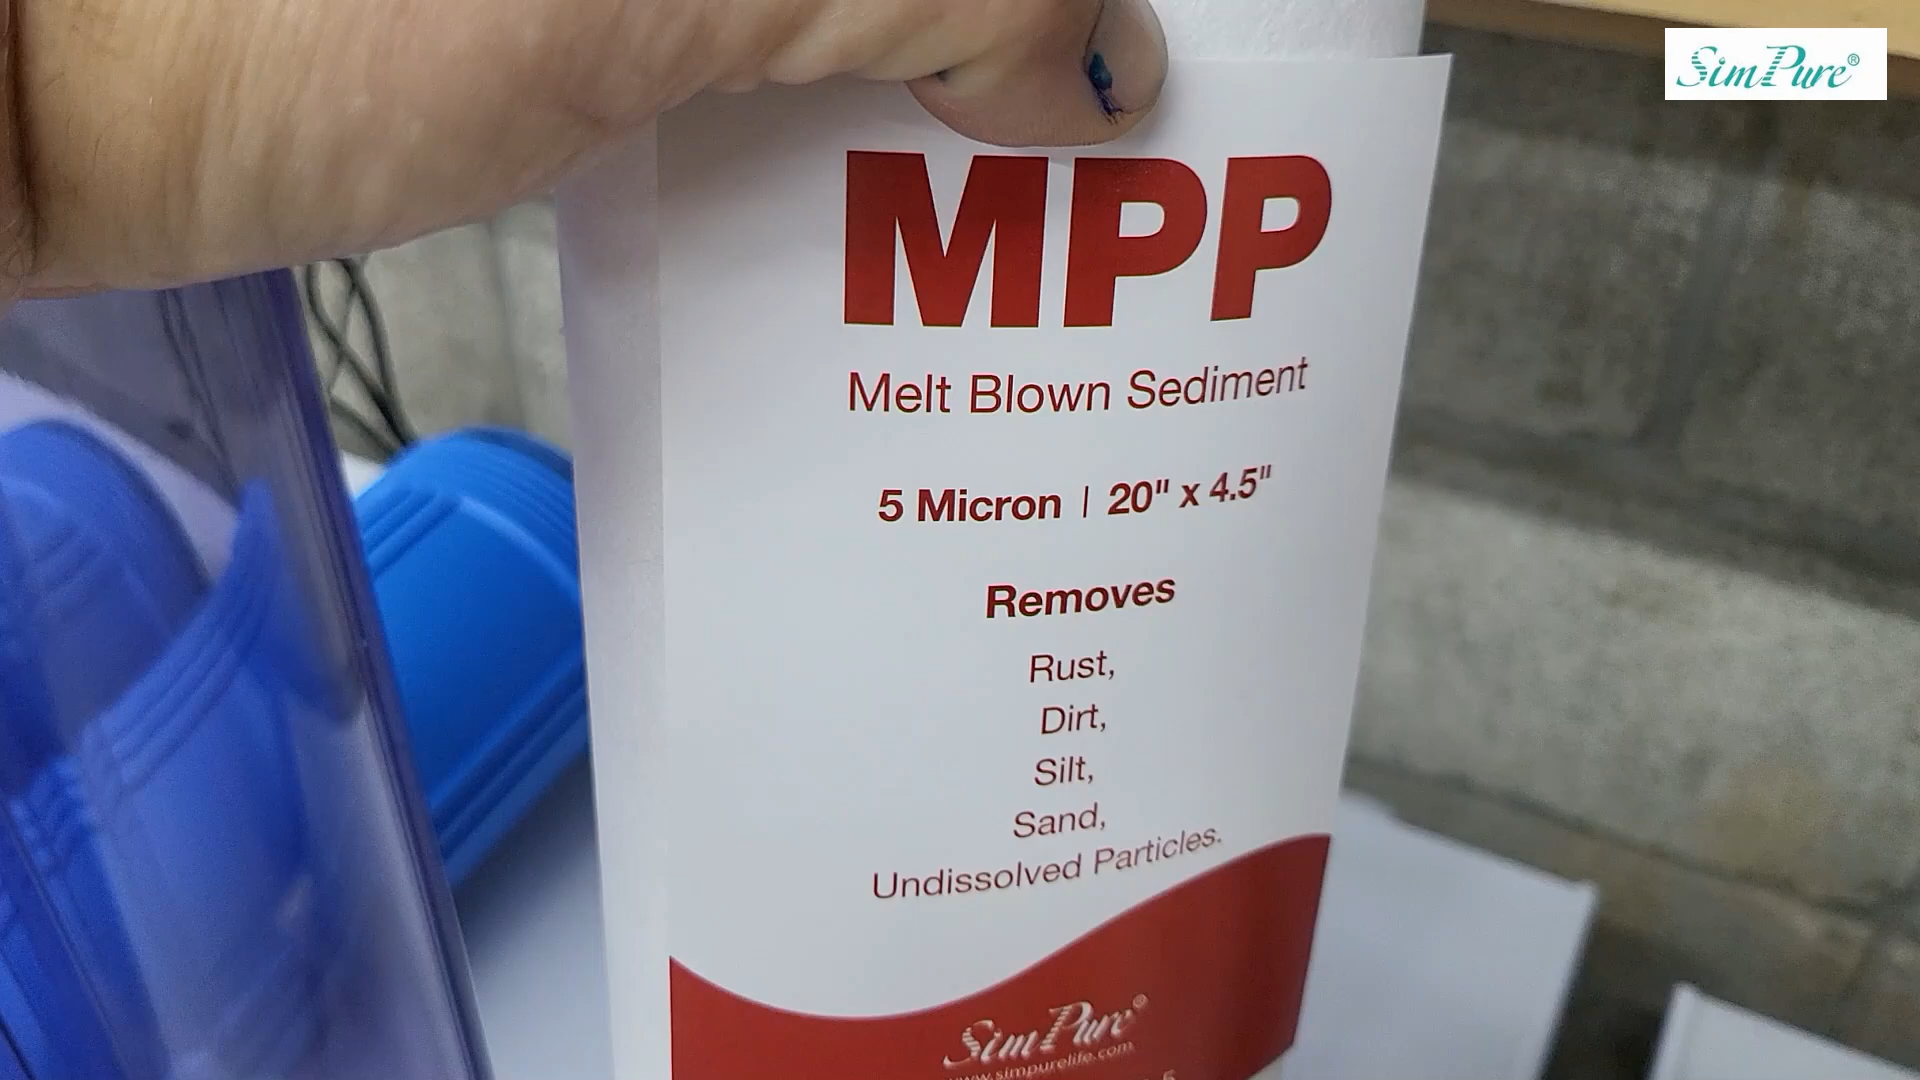 SimPure®
MPP
Melt Blown Sediment
5 Micron | 20" x 4.5"
Removes
Rust,
Dirt,
Silt,
Sand,
Undissolved Particles.
SimPure®
www.simpurelife.com